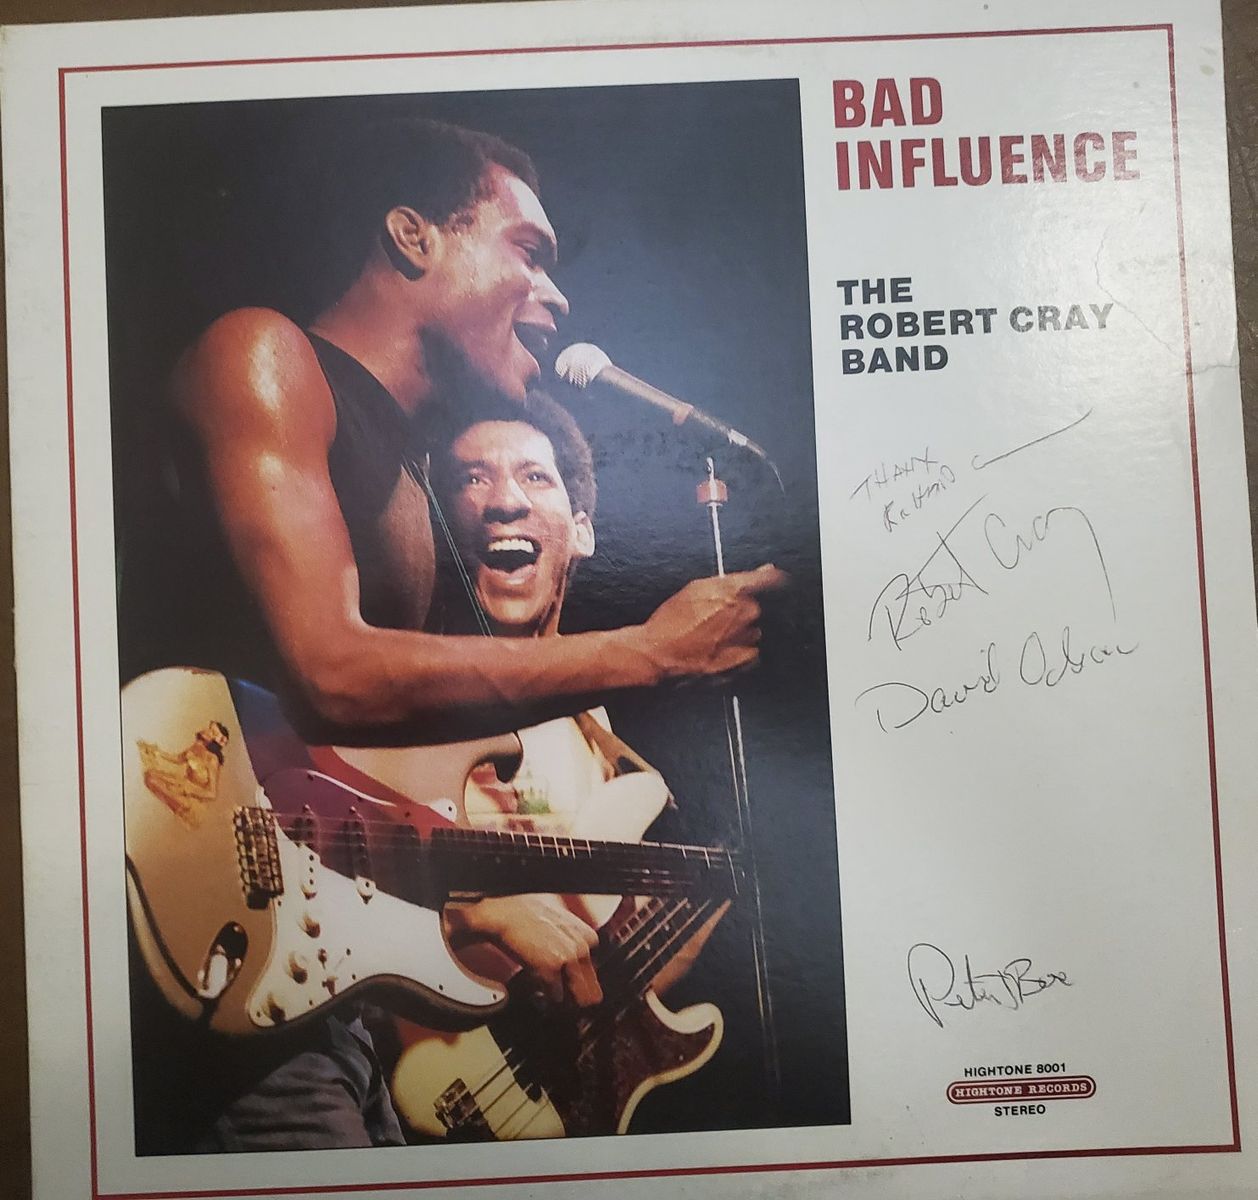 BAD
INFLUENCE
THE
ROBERT CRAY
BAND
THANX
Robert Cray
David Olson
Peter Boe
HIGHTONE 8001
HIGHTONE RECORDS
STEREO